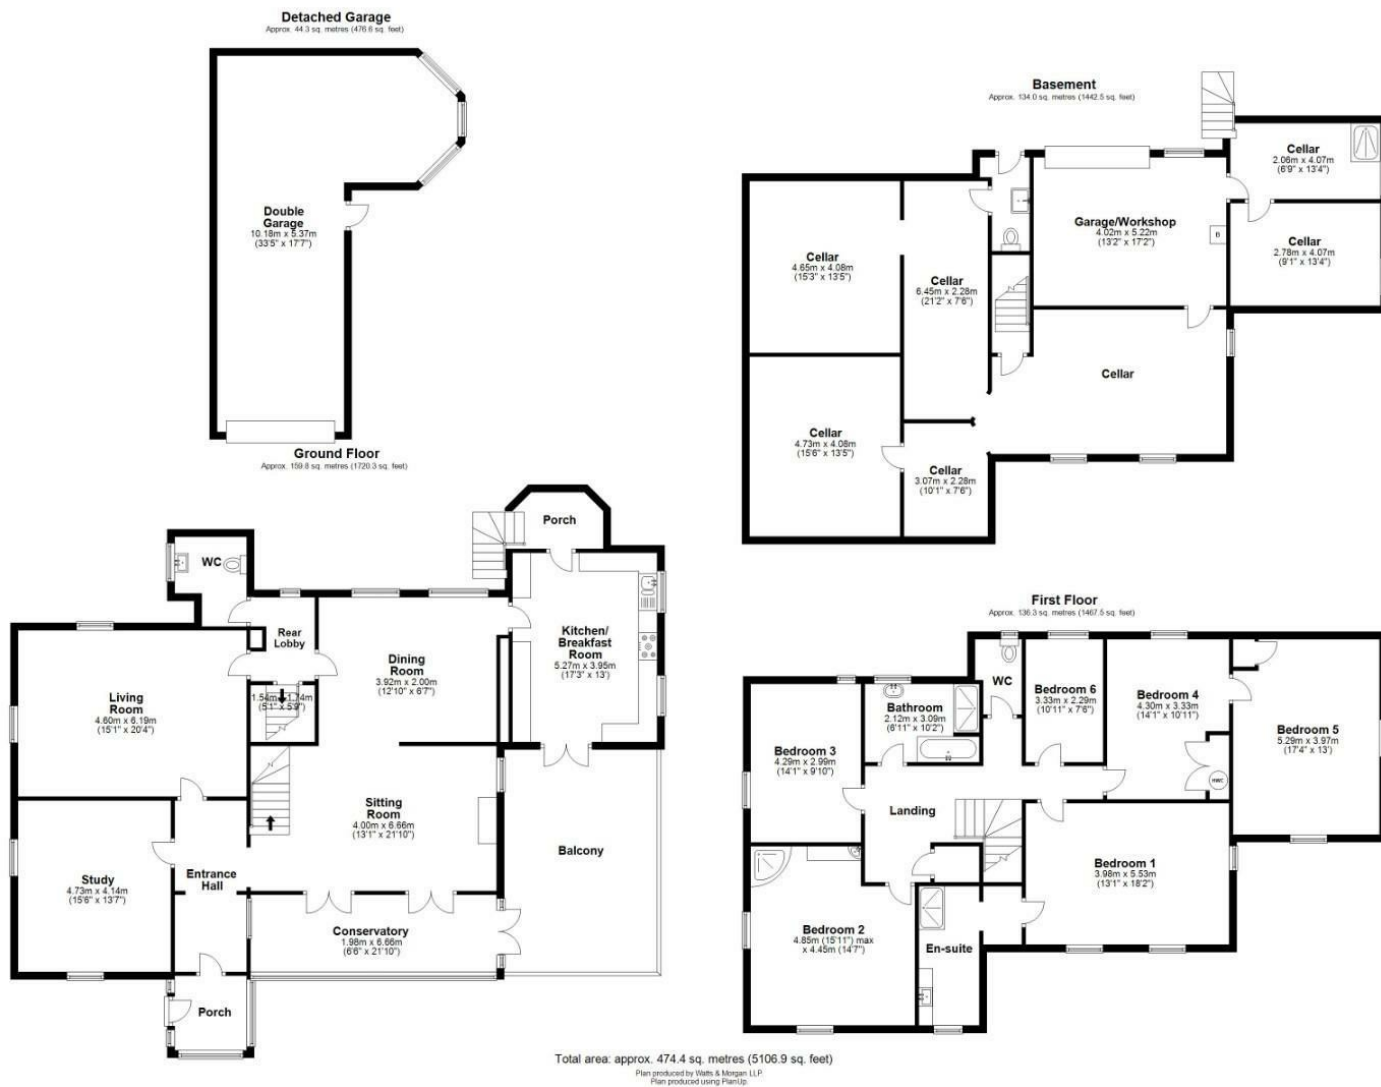 Detached Garage
Approx. 44.3 sq. metres (476.6 sq. feet)
Double
Garage
10.18m x 5.37m
(33'5" x 17'7")
Basement
Approx. 134.0 sq. metres (1442.5 sq. feet)
Cellar
2.06m x 4.07m
(6'9" x 13'4")
Garage/Workshop
4.02m x 5.22m
(13'2" x 17'2")
B
Cellar
2.78m x 4.07m
(9'1" x 13'4")
Cellar
4.65m x 4.08m
(15'3" x 13'5")
Cellar
6.45m x 2.28m
(21'2" x 7'6")
Cellar
Cellar
4.73m x 4.08m
(15'6" x 13'5")
Cellar
3.07m x 2.28m
(10'1" x 7'6")
Ground Floor
Approx. 159.8 sq. metres (1720.3 sq. feet)
Porch
WC
Rear
Lobby
Kitchen/
Breakfast
Room
5.27m x 3.95m
(17'3" x 13')
Dining
Room
3.92m x 2.00m
(12'10" x 6'7")
Living
Room
4.60m x 6.19m
(15'1" x 20'4")
1.54m x 1.74m
(5'1" x 5'9")
Sitting
Room
4.00m x 6.66m
(13'1" x 21'10")
Balcony
Study
4.73m x 4.14m
(15'6" x 13'7")
Entrance
Hall
Conservatory
1.98m x 6.66m
(6'6" x 21'10")
Porch
First Floor
Approx. 136.3 sq. metres (1467.5 sq. feet)
WC
Bedroom 6
3.33m x 2.29m
(10'11" x 7'6")
Bedroom 4
4.30m x 3.33m
(14'1" x 10'11")
Bathroom
2.12m x 3.09m
(6'11" x 10'2")
Bedroom 5
5.29m x 3.97m
(17'4" x 13')
Bedroom 3
4.29m x 2.99m
(14'1" x 9'10")
HWC
Landing
Bedroom 1
3.98m x 5.53m
(13'1" x 18'2")
Bedroom 2
4.85m (15'11") max
x 4.45m (14'7")
En-suite
Total area: approx. 474.4 sq. metres (5106.9 sq. feet)
Plan produced by Watts & Morgan LLP.
Plan produced using PlanUp.